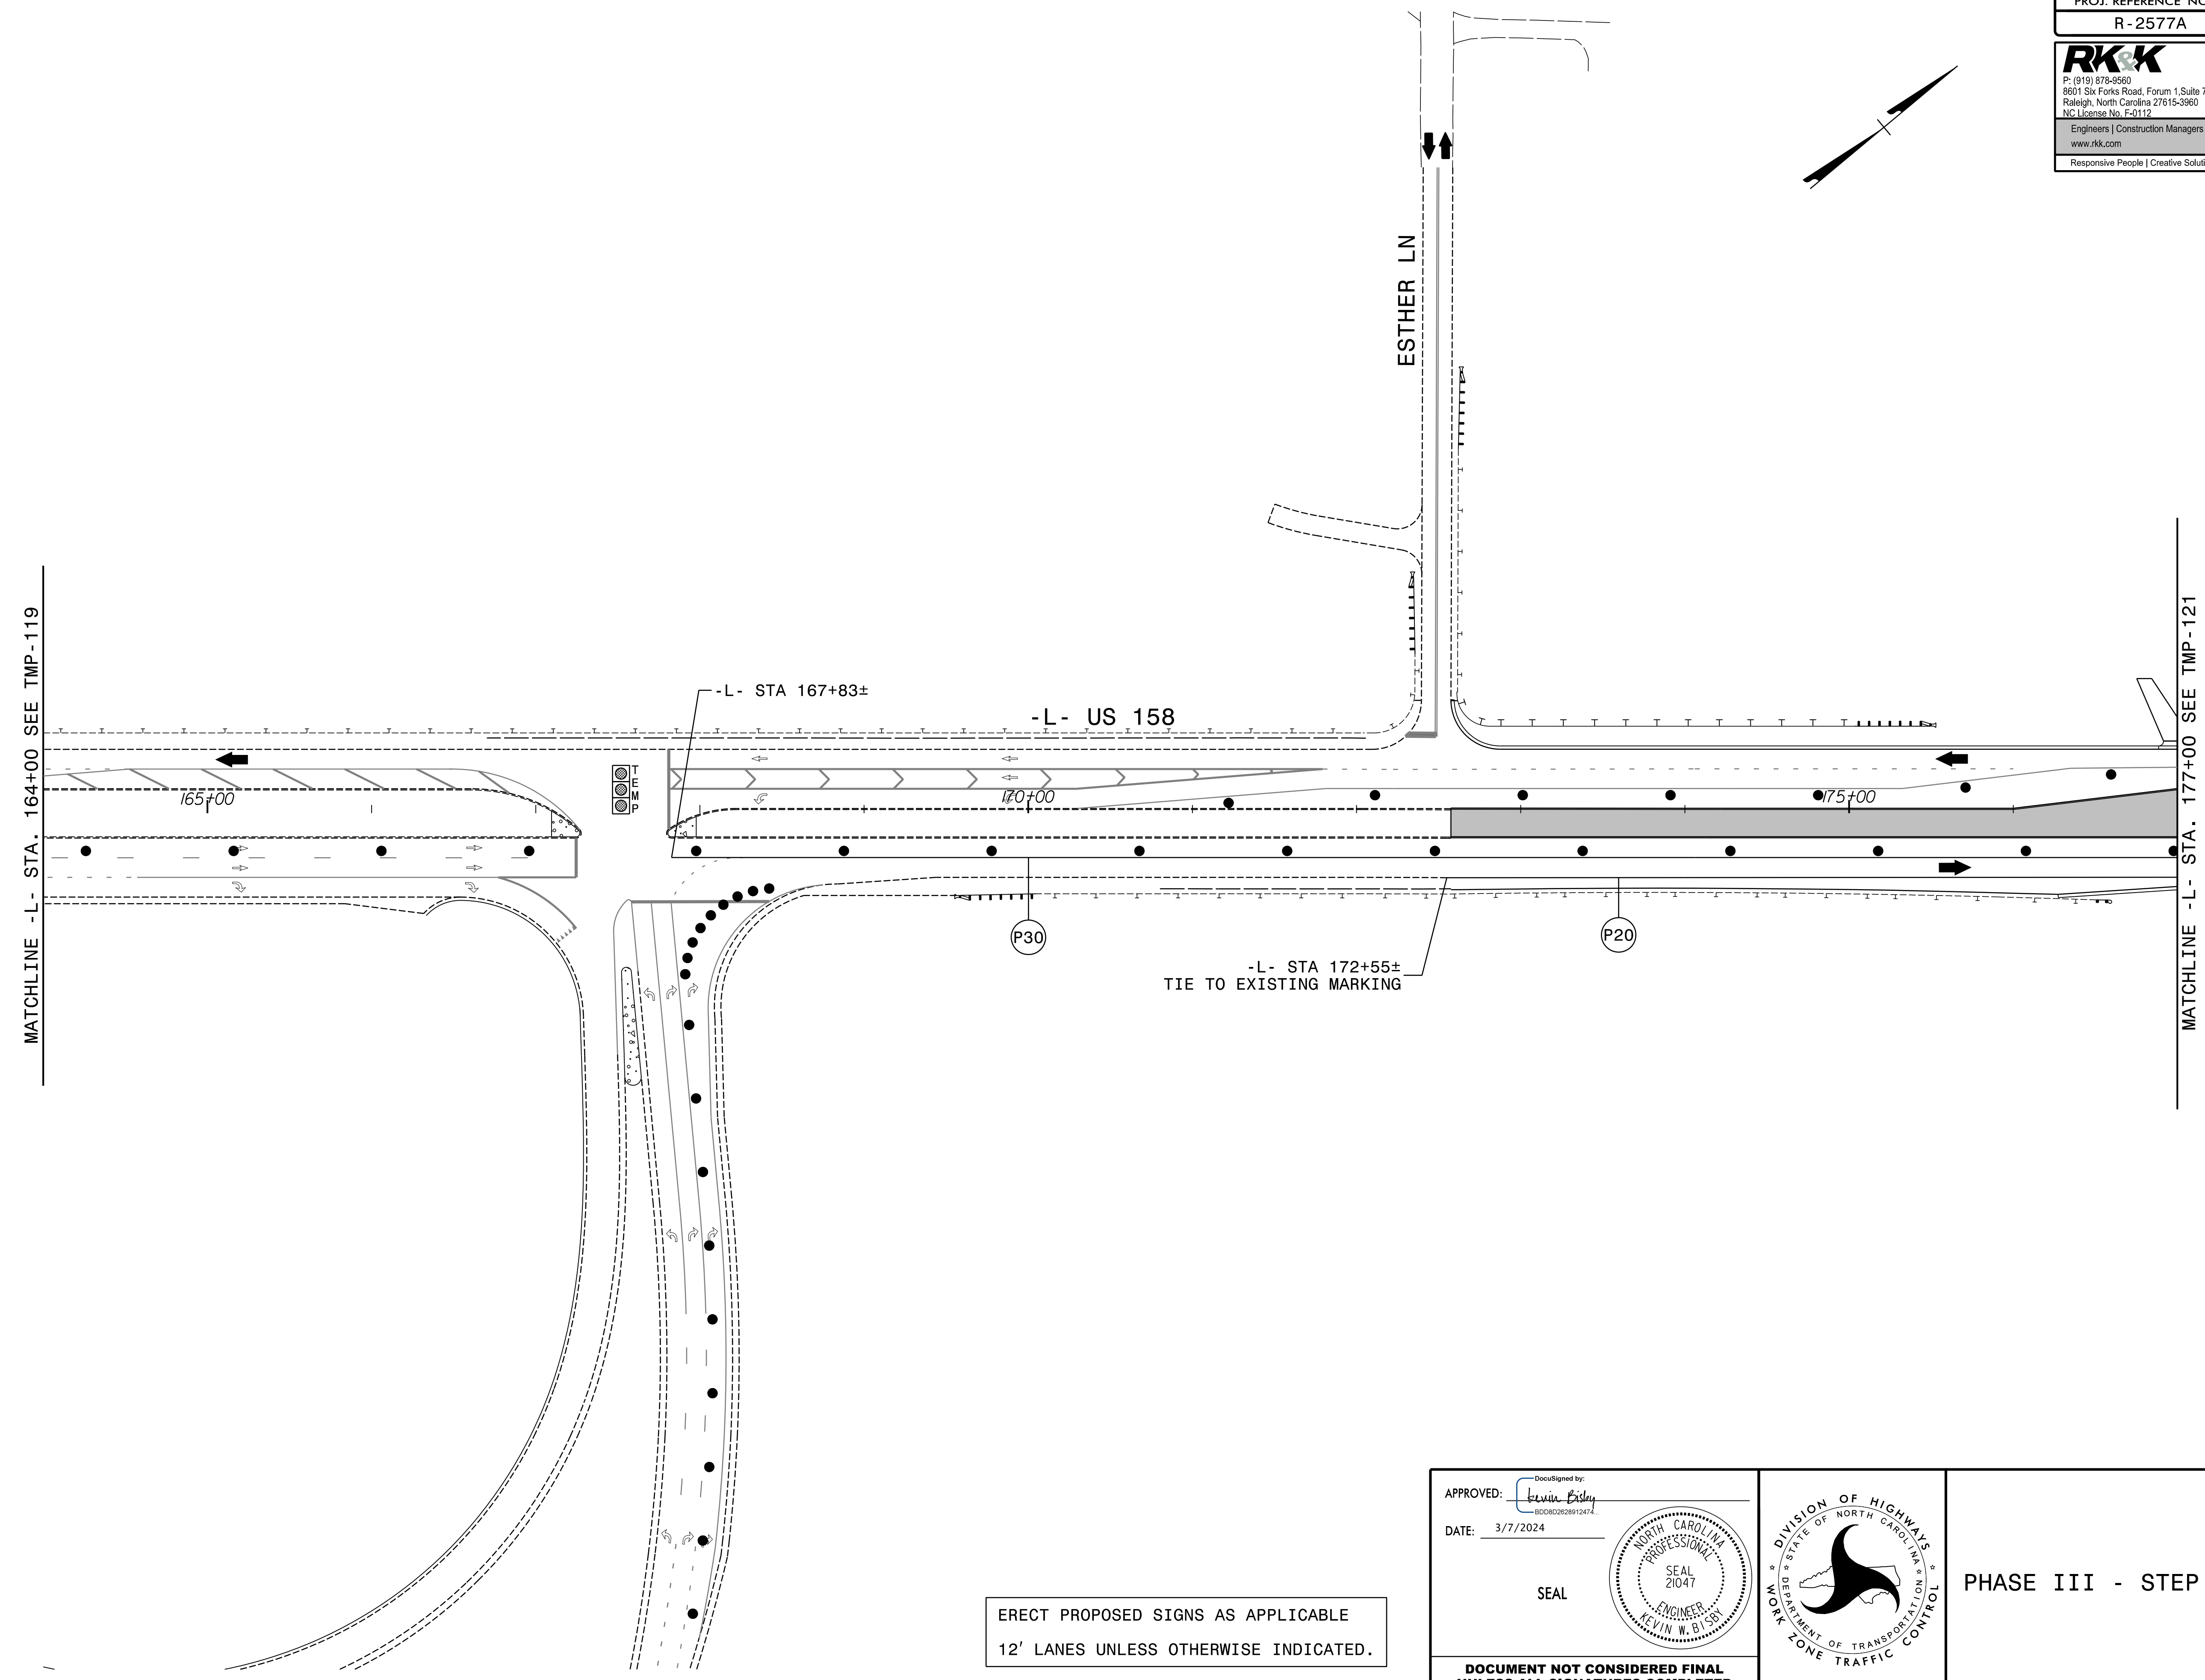 PROJ. REFERENCE NO
R-2577A
RK&K
P: (919) 878-9560
8601 Six Forks Road, Forum 1,Suite 7
Raleigh, North Carolina 27615-3960
NC License No. F-0112
Engineers | Construction Managers
www.rkk.com
Responsive People | Creative Soluti
ESTHER LN
MATCHLINE -L- STA. 164+00 SEE TMP-119
MATCHLINE -L- STA. 177+00 SEE TMP-121
-L- STA 167+83±
-L- US 158
TEMP
165+00
170+00
175+00
P30
P20
-L- STA 172+55±
TIE TO EXISTING MARKING
ERECT PROPOSED SIGNS AS APPLICABLE
12' LANES UNLESS OTHERWISE INDICATED.
APPROVED:
DocuSigned by:
Kevin Bisby
BDD8D2628912474...
DATE: 3/7/2024
SEAL
NORTH CAROLINA
PROFESSIONAL
SEAL
21047
ENGINEER
KEVIN W. BISBY
DOCUMENT NOT CONSIDERED FINAL
UNLESS ALL SIGNATURES COMPLETED
DIVISION OF HIGHWAYS
STATE OF NORTH CAROLINA
DEPARTMENT OF TRANSPORTATION
WORK ZONE TRAFFIC CONTROL
PHASE III - STEP